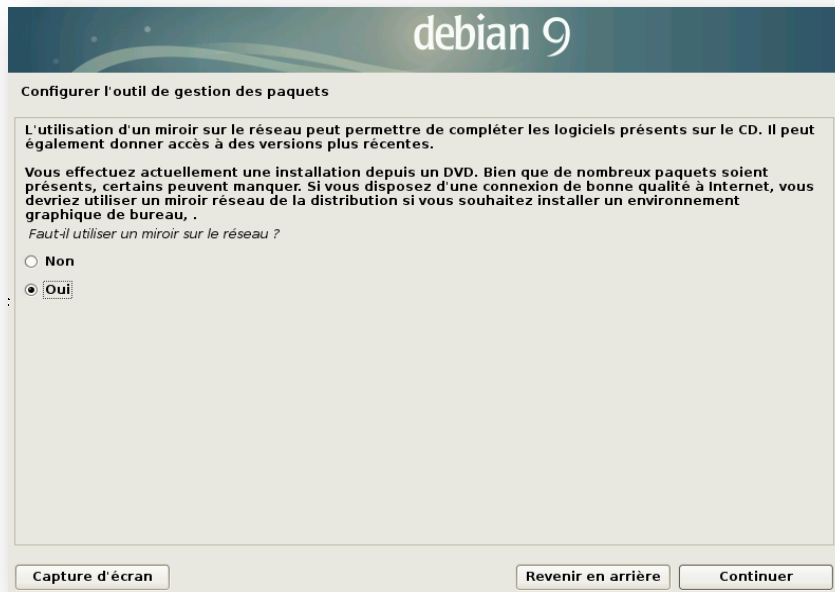 debian 9
Configurer l'outil de gestion des paquets
L'utilisation d'un miroir sur le réseau peut permettre de compléter les logiciels présents sur le CD. Il peut
également donner accès à des versions plus récentes.
Vous effectuez actuellement une installation depuis un DVD. Bien que de nombreux paquets soient
présents, certains peuvent manquer. Si vous disposez d'une connexion de bonne qualité à Internet, vous
devriez utiliser un miroir réseau de la distribution si vous souhaitez installer un environnement
graphique de bureau, .
Faut-il utiliser un miroir sur le réseau ?
Non
Oui
Capture d'écran
Revenir en arrière
Continuer